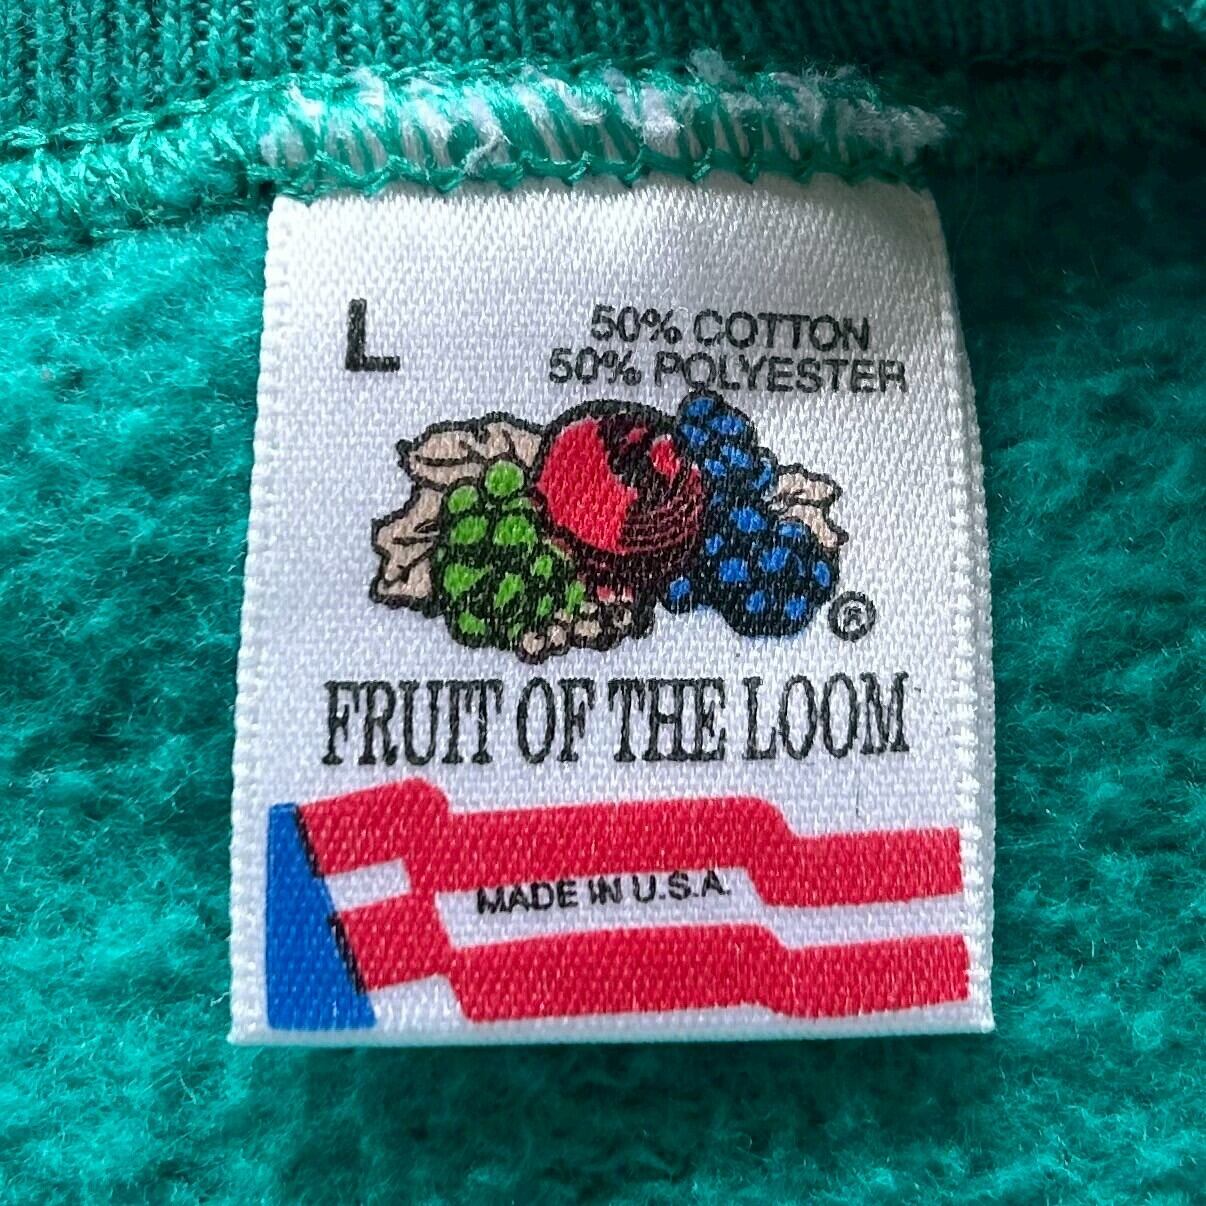 L
50% COTTON
50% POLYESTER
®
FRUIT OF THE LOOM
MADE IN U.S.A.